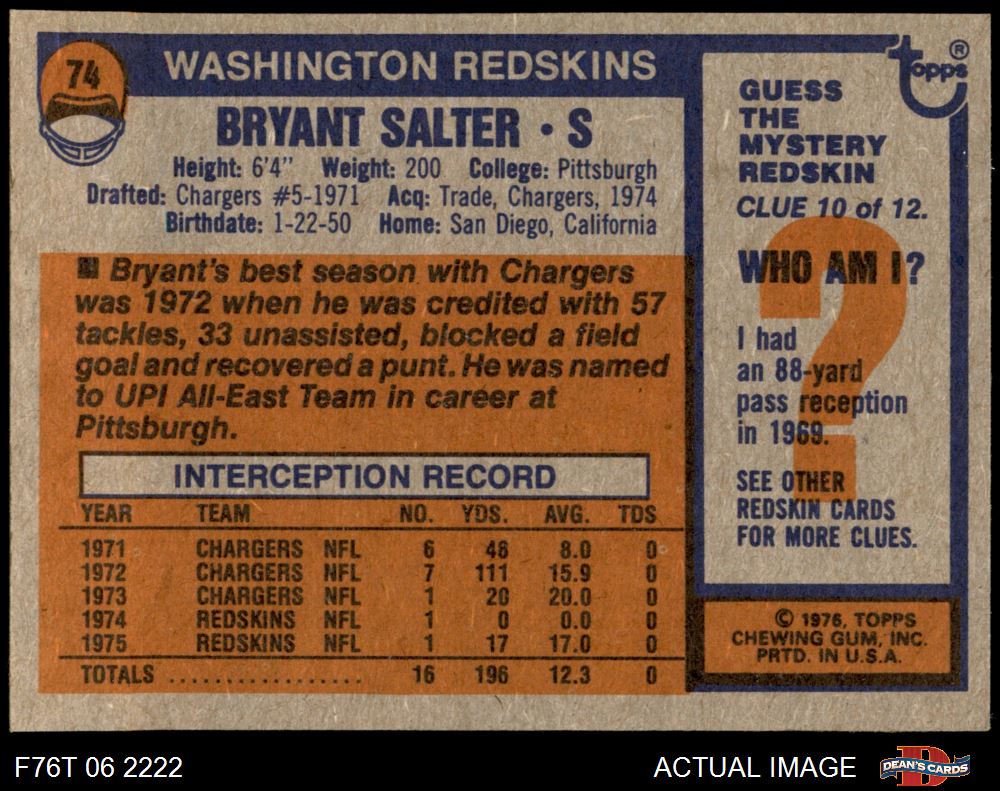 74
WASHINGTON REDSKINS
BRYANT SALTER • S
Height: 6'4" Weight: 200 College: Pittsburgh
Drafted: Chargers #5-1971 Acq: Trade, Chargers, 1974
Birthdate: 1-22-50 Home: San Diego, California
■ Bryant's best season with Chargers
was 1972 when he was credited with 57
tackles, 33 unassisted, blocked a field
goal and recovered a punt. He was named
to UPI All-East Team in career at
Pittsburgh.
INTERCEPTION RECORD
YEAR TEAM NO. YDS. AVG. TDS
1971 CHARGERS NFL 6 48 8.0 0
1972 CHARGERS NFL 7 111 15.9 0
1973 CHARGERS NFL 1 20 20.0 0
1974 REDSKINS NFL 1 0 0.0 0
1975 REDSKINS NFL 1 17 17.0 0
TOTALS ................. 16 196 12.3 0
Topps ®
GUESS
THE
MYSTERY
REDSKIN
CLUE 10 of 12.
WHO AM I?
?
I had
an 88-yard
pass reception
in 1969.
SEE OTHER
REDSKIN CARDS
FOR MORE CLUES.
© 1976, TOPPS
CHEWING GUM, INC.
PRTD. IN U.S.A.
F76T 06 2222
ACTUAL IMAGE
D
DEAN'S CARDS